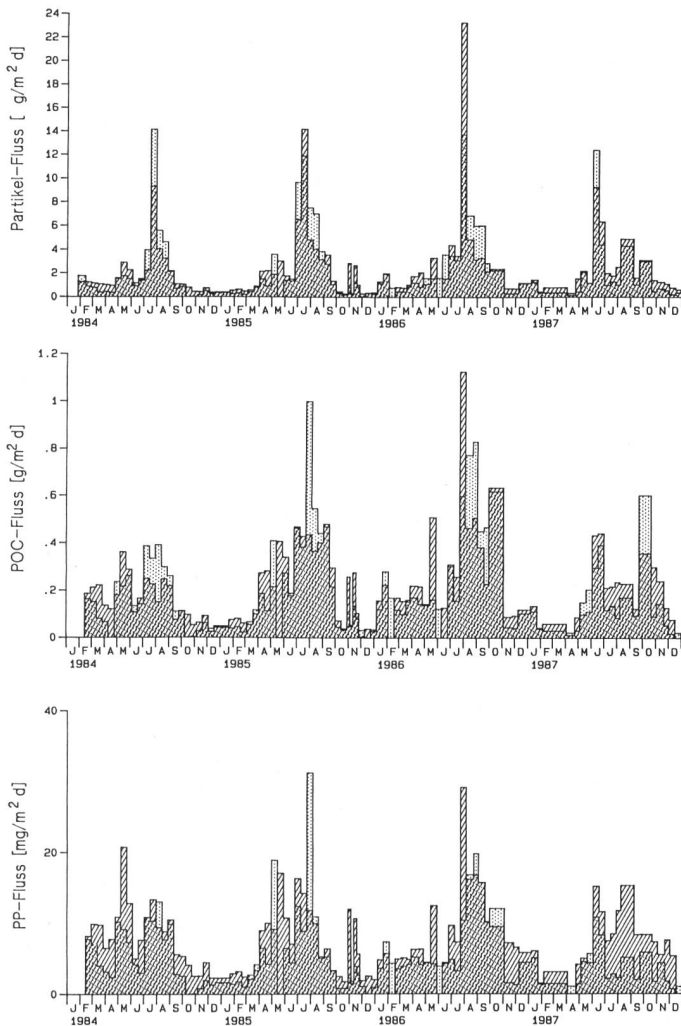 Partikel-Fluss [ g/m² d]
24
22
20
18
16
14
12
10
8
6
4
2
0
J F M A M J J A S O N D J F M A M J J A S O N D J F M A M J J A S O N D J F M A M J J A S O N D
1984 1985 1986 1987
POC-Fluss [g/m² d]
1.2
1
.8
.6
.4
.2
0
J F M A M J J A S O N D J F M A M J J A S O N D J F M A M J J A S O N D J F M A M J J A S O N D
1984 1985 1986 1987
PP-Fluss [mg/m² d]
40
20
0
J F M A M J J A S O N D J F M A M J J A S O N D J F M A M J J A S O N D J F M A M J J A S O N D
1984 1985 1986 1987